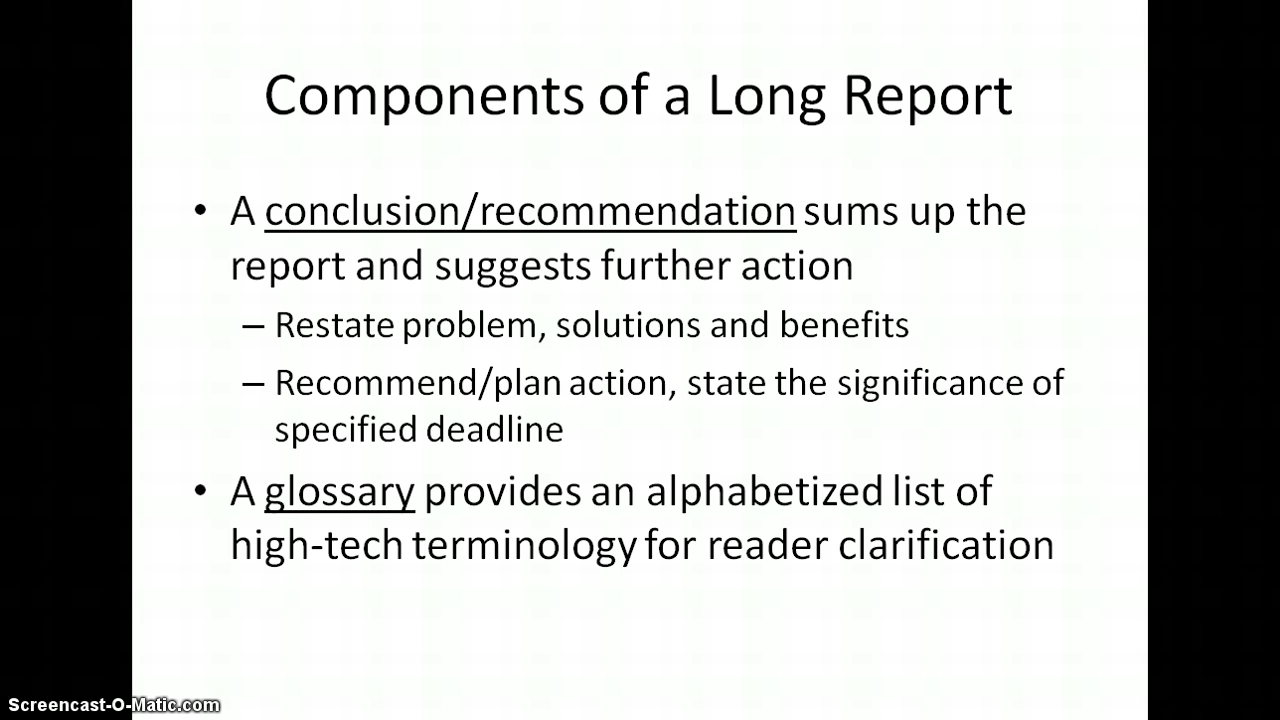 Components of a Long Report
• A conclusion/recommendation sums up the
report and suggests further action
– Restate problem, solutions and benefits
– Recommend/plan action, state the significance of
specified deadline
• A glossary provides an alphabetized list of
high-tech terminology for reader clarification
Screencast-O-Matic.com